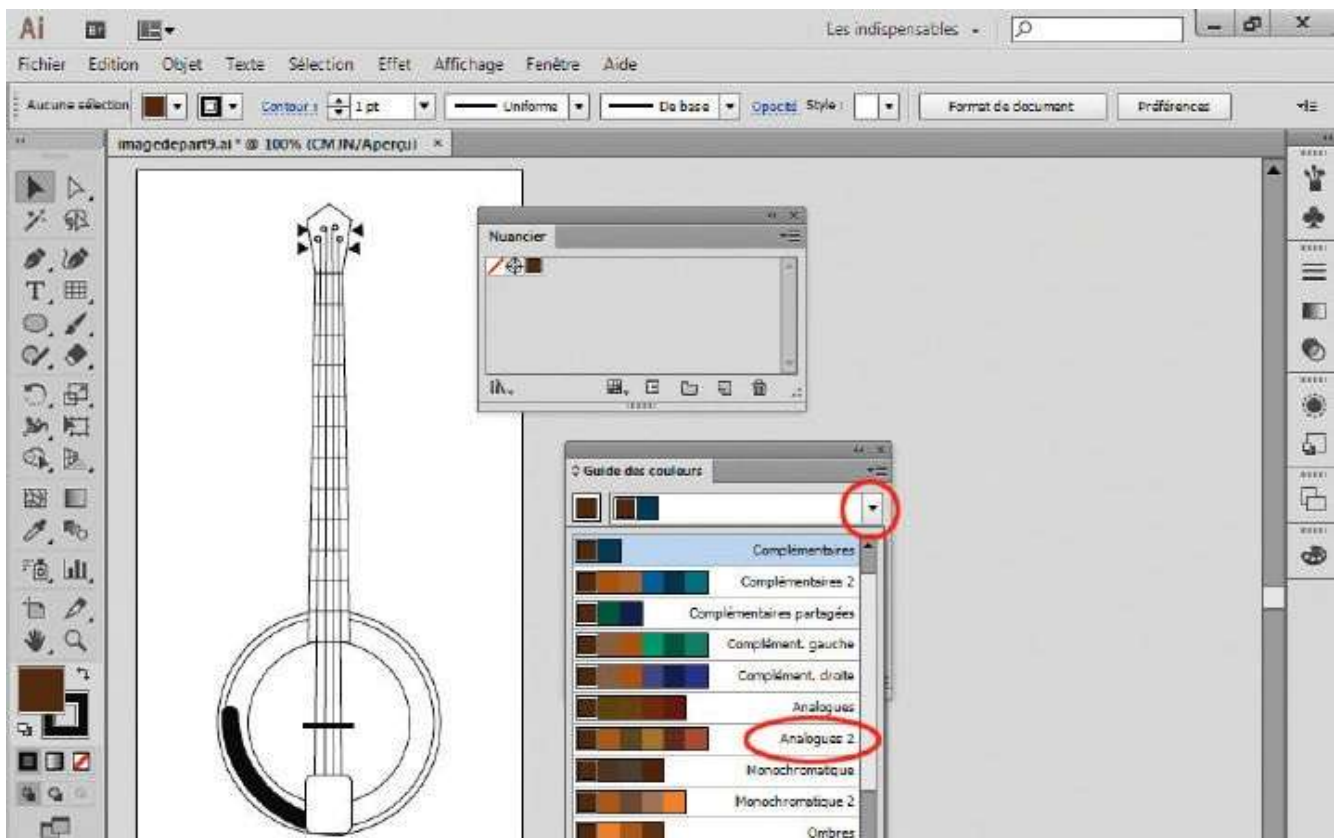 Ai Br Les indispensables
Fichier Edition Objet Texte Sélection Effet Affichage Fenêtre Aide
Aucune sélection Contour : 1 pt Uniforme De base Opacité Style : Format de document Préférences
imagedepart9.ai* @ 100% (CMJN/Aperçu) ×
Nuancier
Guide des couleurs
Complémentaires
Complémentaires 2
Complémentaires partagées
Complément. gauche
Complément. droite
Analogues
Analogues 2
Monochromatique
Monochromatique 2
Ombres